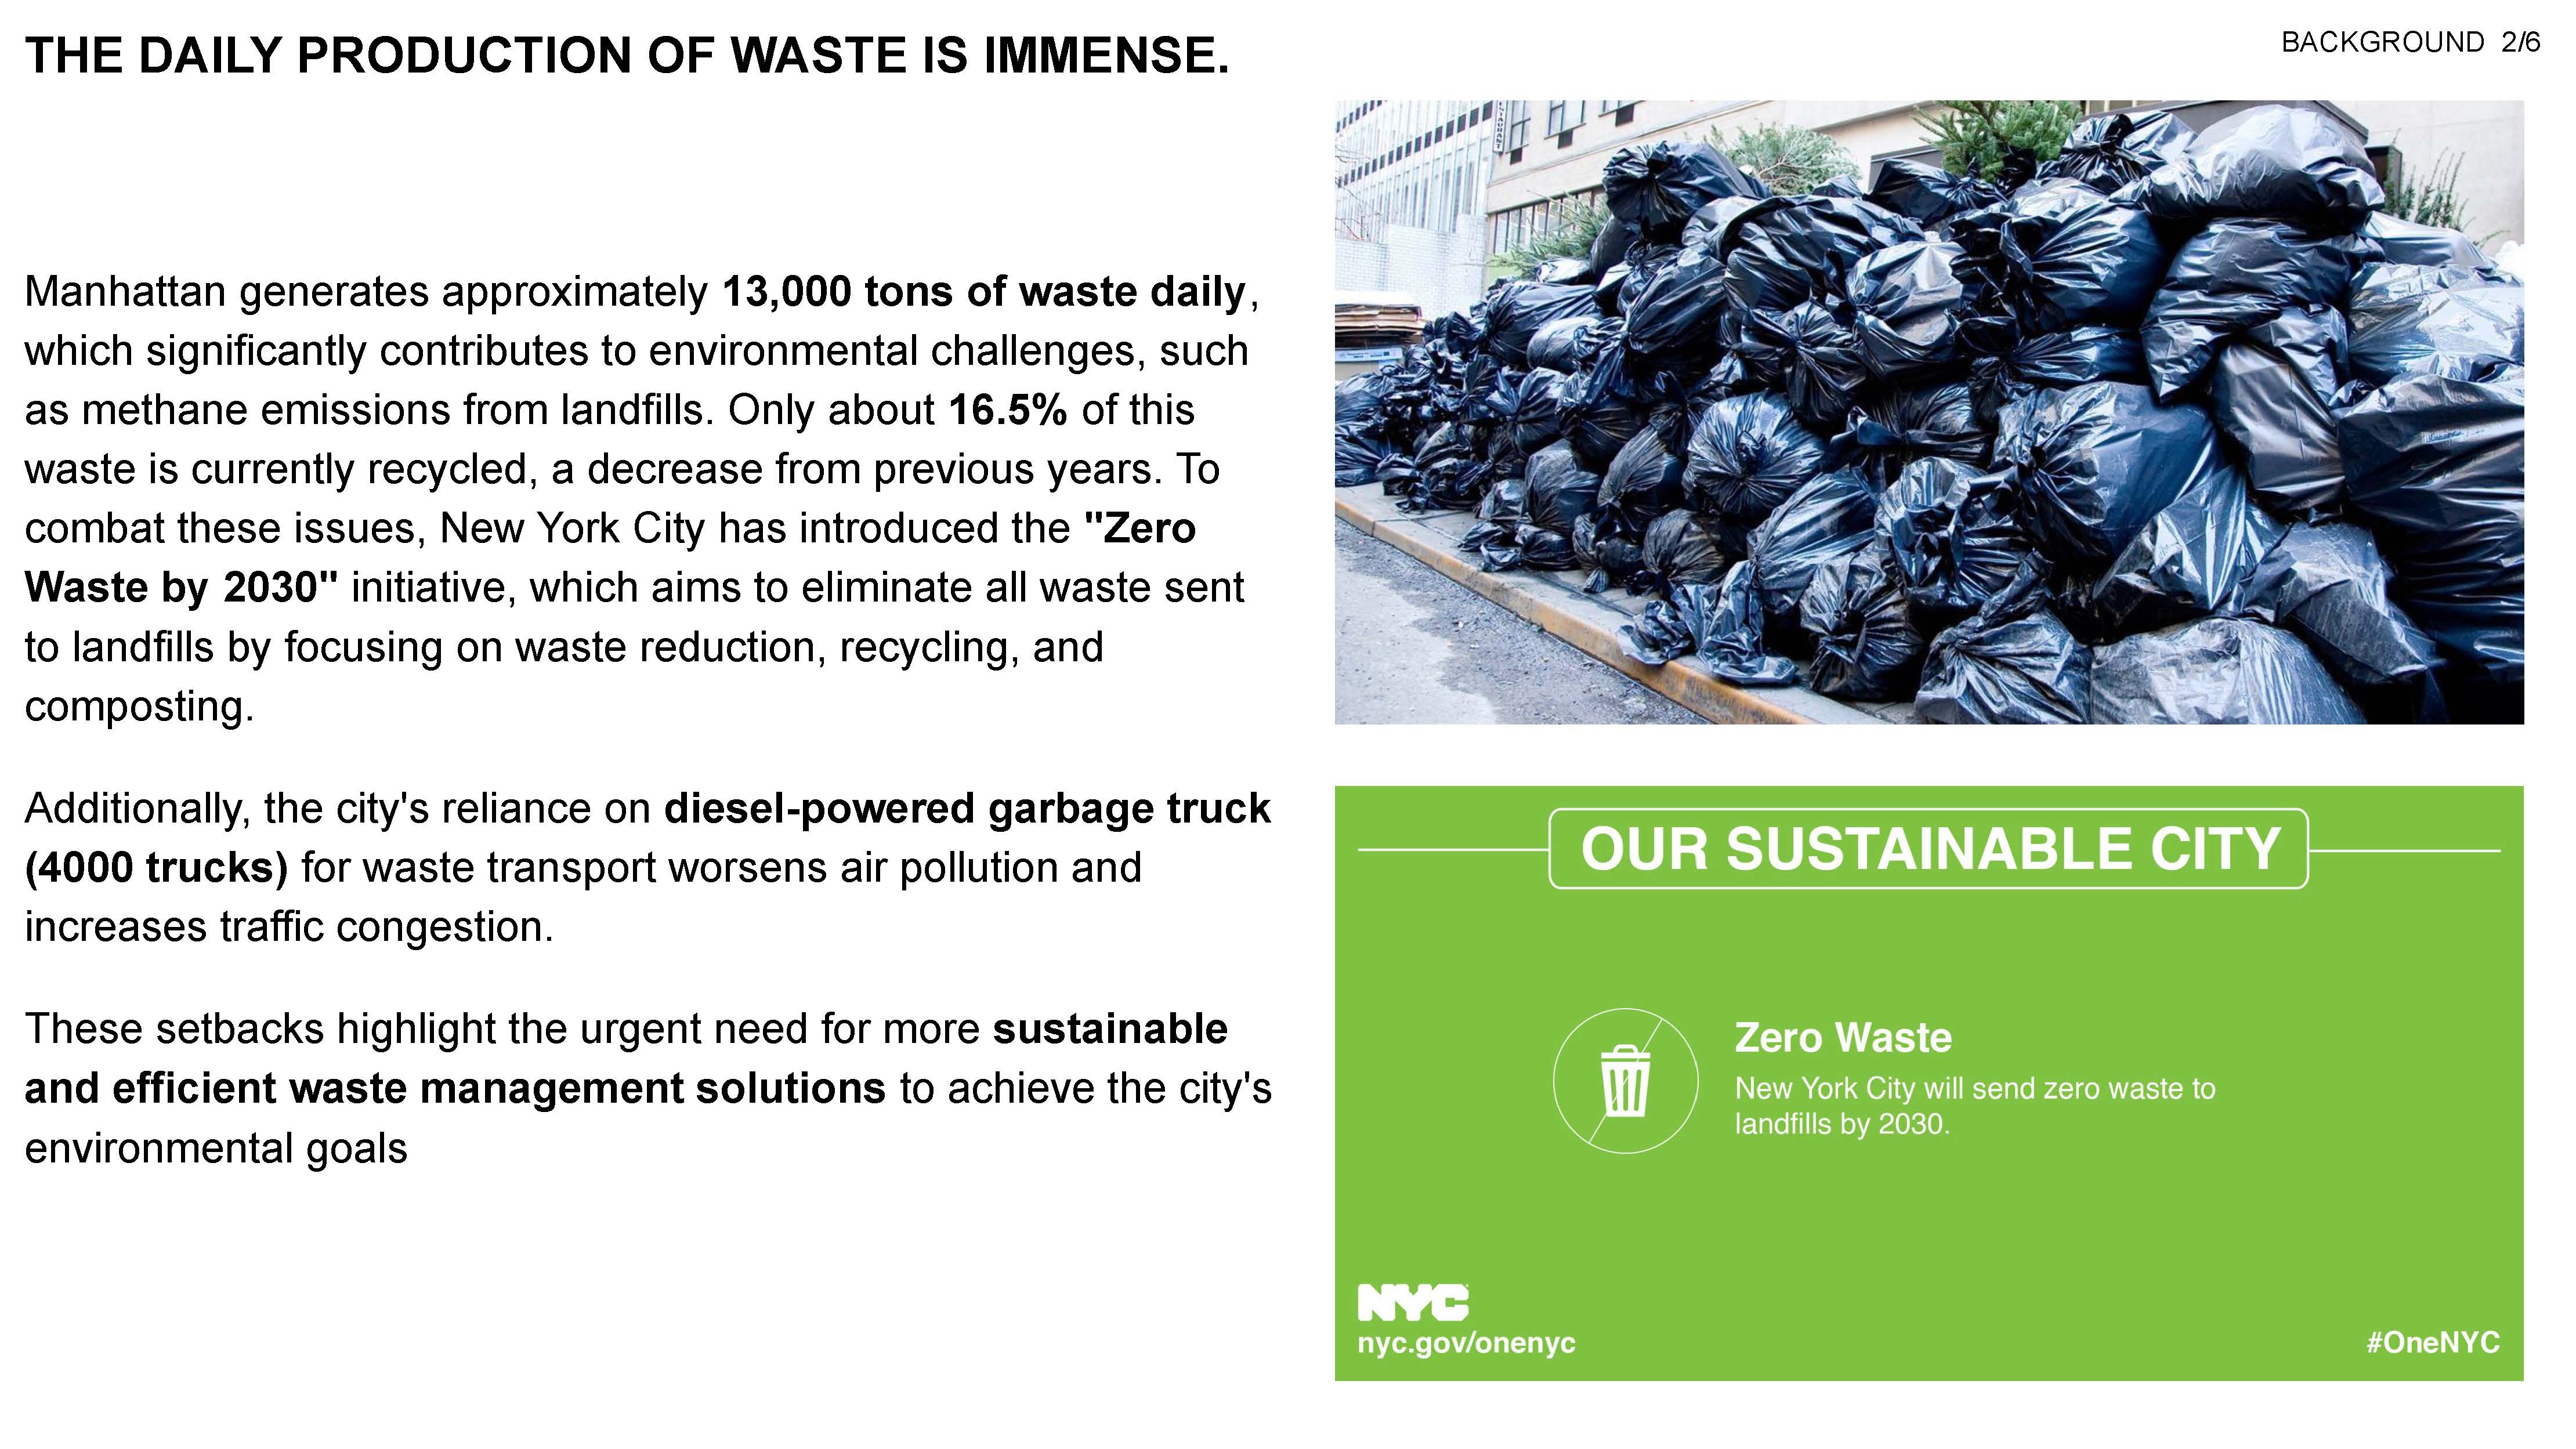 THE DAILY PRODUCTION OF WASTE IS IMMENSE.
BACKGROUND 2/6
Manhattan generates approximately 13,000 tons of waste daily,
which significantly contributes to environmental challenges, such
as methane emissions from landfills. Only about 16.5% of this
waste is currently recycled, a decrease from previous years. To
combat these issues, New York City has introduced the "Zero
Waste by 2030" initiative, which aims to eliminate all waste sent
to landfills by focusing on waste reduction, recycling, and
composting.
Additionally, the city's reliance on diesel-powered garbage truck
(4000 trucks) for waste transport worsens air pollution and
increases traffic congestion.
These setbacks highlight the urgent need for more sustainable
and efficient waste management solutions to achieve the city's
environmental goals
OUR SUSTAINABLE CITY
Zero Waste
New York City will send zero waste to
landfills by 2030.
NYC
nyc.gov/onenyc
#OneNYC